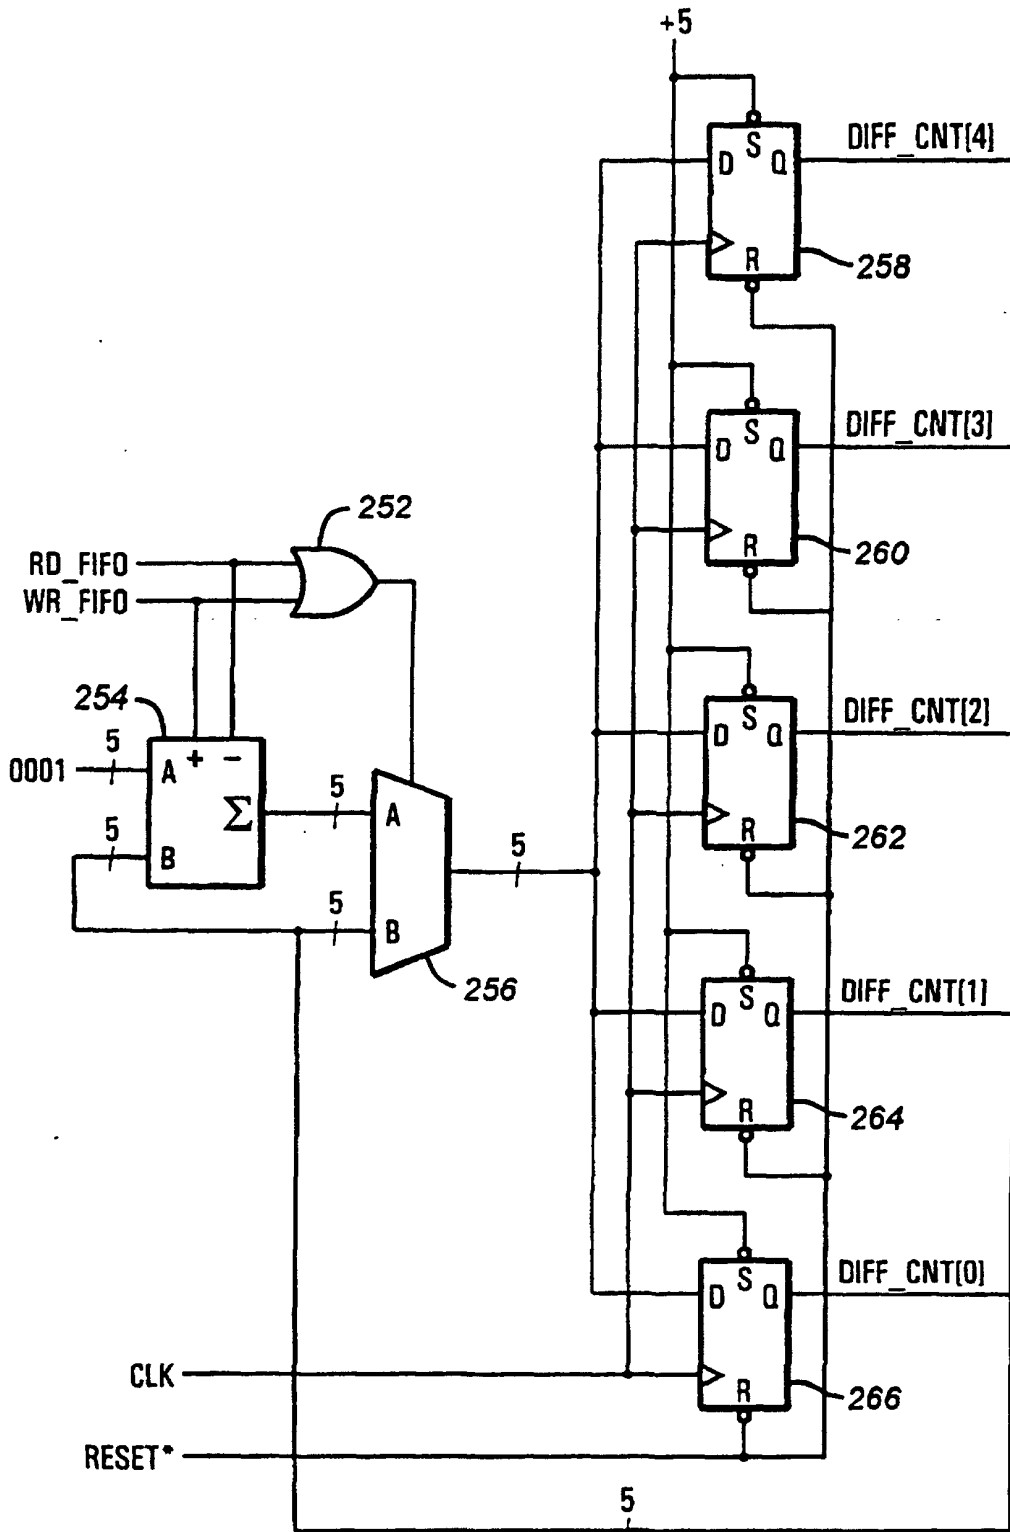 +5
S
D Q
DIFF_CNT[4]
R
258
S
D Q
DIFF_CNT[3]
R
260
252
RD_FIFO
WR_FIFO
254
5
0001
A + -
Σ
5
B
5
A
5
B
256
5
S
D Q
DIFF_CNT[2]
R
262
S
D Q
DIFF_CNT[1]
R
264
S
D Q
DIFF_CNT[0]
R
266
CLK
RESET*
5